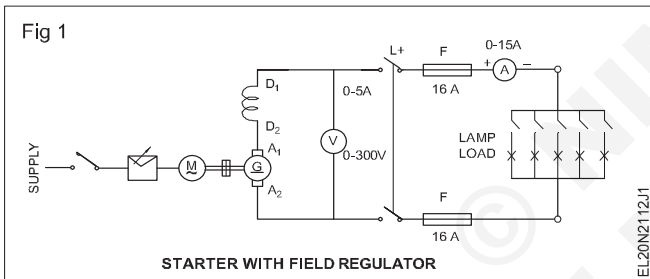 Fig 1
SUPPLY
M
G
D1
D2
A1
A2
V
0-5A
0-300V
L+
F
16 A
0-15A
+ A –
F
16 A
LAMP
LOAD
STARTER WITH FIELD REGULATOR
EL20N2112J1
© NI